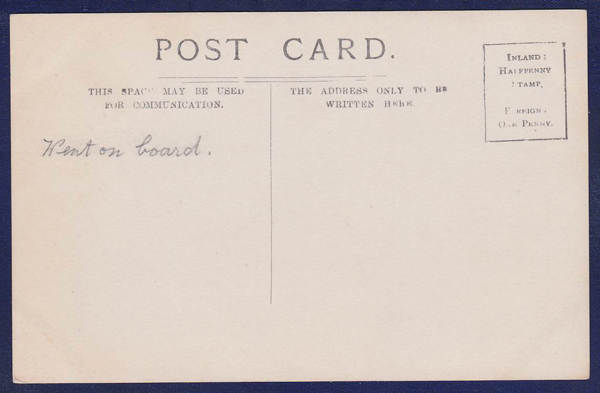 POST CARD.
THIS SPACE MAY BE USED
FOR COMMUNICATION.
THE ADDRESS ONLY TO BE
WRITTEN HERE.
INLAND:
HALFPENNY
STAMP,
FOREIGN
ONE PENNY.
Went on board.